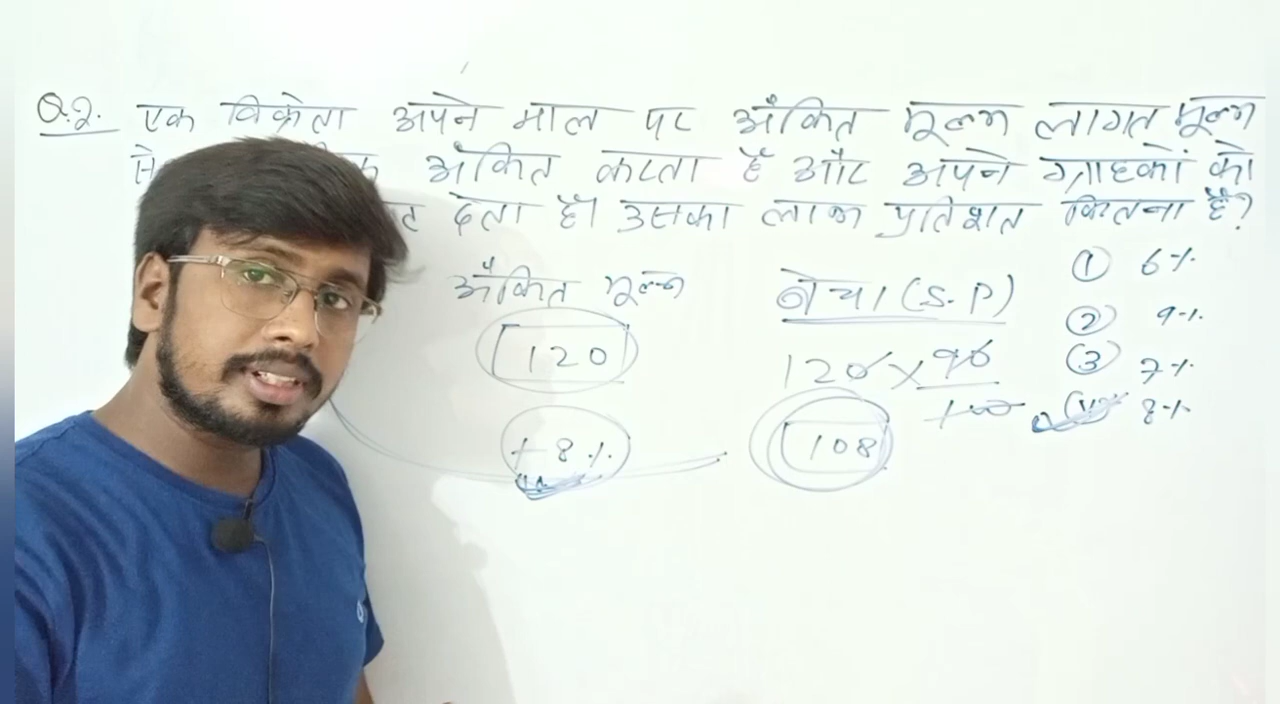 Q.2. एक विक्रेता अपने माल पर अंकित मूल्य लागत मूल्य
से अंकित करता है और अपने ग्राहकों को
देता है। उसका लाभ प्रतिशत कितना है?
① 6%
अंकित मूल्य बेचा (S.P)
② 9%
120 120 × 90
③ 7%
100
8%
+ 8% 108